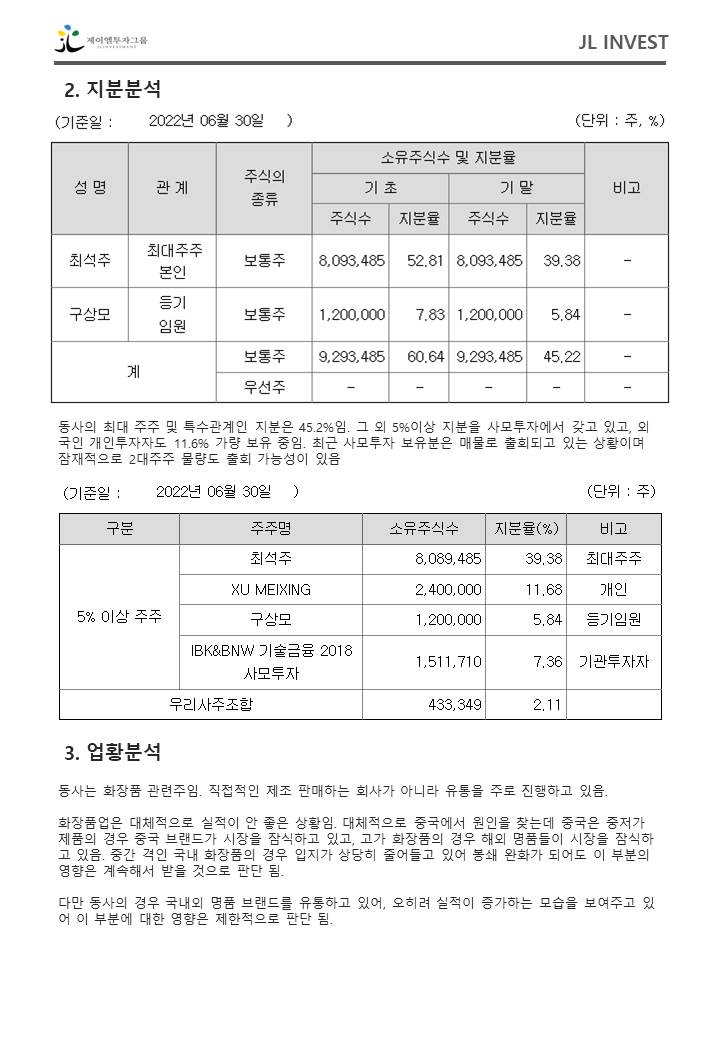 제이엘투자그룹
JLINVESTMENT
JL INVEST
2. 지분분석
(기준일 : 2022년 06월 30일 )
(단위 : 주, %)
성 명 관 계 주식의 종류 소유주식수 및 지분율 비고
기 초 기 말
주식수 지분율 주식수 지분율
최석주 최대주주 본인 보통주 8,093,485 52.81 8,093,485 39.38 -
구상모 등기 임원 보통주 1,200,000 7.83 1,200,000 5.84 -
계 보통주 9,293,485 60.64 9,293,485 45.22 -
우선주 - - - - -
동사의 최대 주주 및 특수관계인 지분은 45.2%임. 그 외 5%이상 지분을 사모투자에서 갖고 있고, 외
국인 개인투자자도 11.6% 가량 보유 중임. 최근 사모투자 보유분은 매물로 출회되고 있는 상황이며
잠재적으로 2대주주 물량도 출회 가능성이 있음
(기준일 : 2022년 06월 30일 )
(단위 : 주)
구분 주주명 소유주식수 지분율(%) 비고
5% 이상 주주 최석주 8,089,485 39.38 최대주주
XU MEIXING 2,400,000 11.68 개인
구상모 1,200,000 5.84 등기임원
IBK&BNW 기술금융 2018 사모투자 1,511,710 7.36 기관투자자
우리사주조합 433,349 2.11
3. 업황분석
동사는 화장품 관련주임. 직접적인 제조 판매하는 회사가 아니라 유통을 주로 진행하고 있음.
화장품업은 대체적으로 실적이 안 좋은 상황임. 대체적으로 중국에서 원인을 찾는데 중국은 중저가
제품의 경우 중국 브랜드가 시장을 잠식하고 있고, 고가 화장품의 경우 해외 명품들이 시장을 잠식하
고 있음. 중간 격인 국내 화장품의 경우 입지가 상당히 줄어들고 있어 봉쇄 완화가 되어도 이 부분의
영향은 계속해서 받을 것으로 판단 됨.
다만 동사의 경우 국내외 명품 브랜드를 유통하고 있어, 오히려 실적이 증가하는 모습을 보여주고 있
어 이 부분에 대한 영향은 제한적으로 판단 됨.